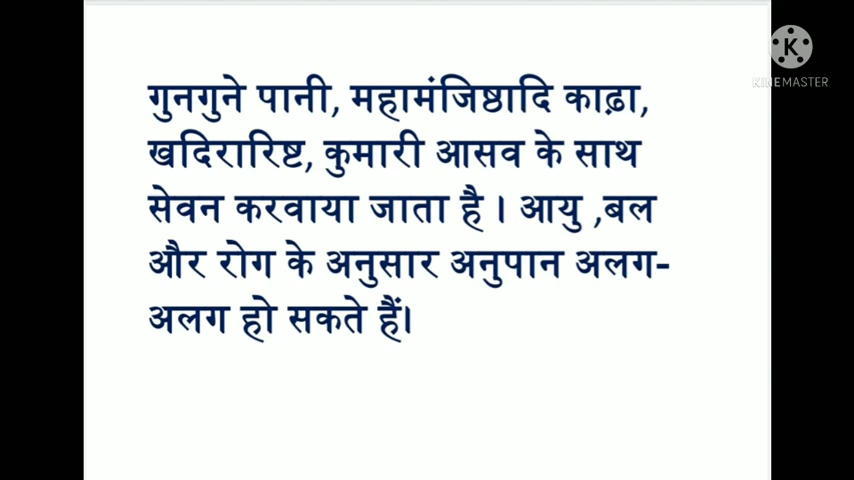 K
KINEMASTER
गुनगुने पानी, महामंजिष्ठादि काढ़ा,
खदिरारिष्ट, कुमारी आसव के साथ
सेवन करवाया जाता है । आयु ,बल
और रोग के अनुसार अनुपान अलग-
अलग हो सकते हैं।